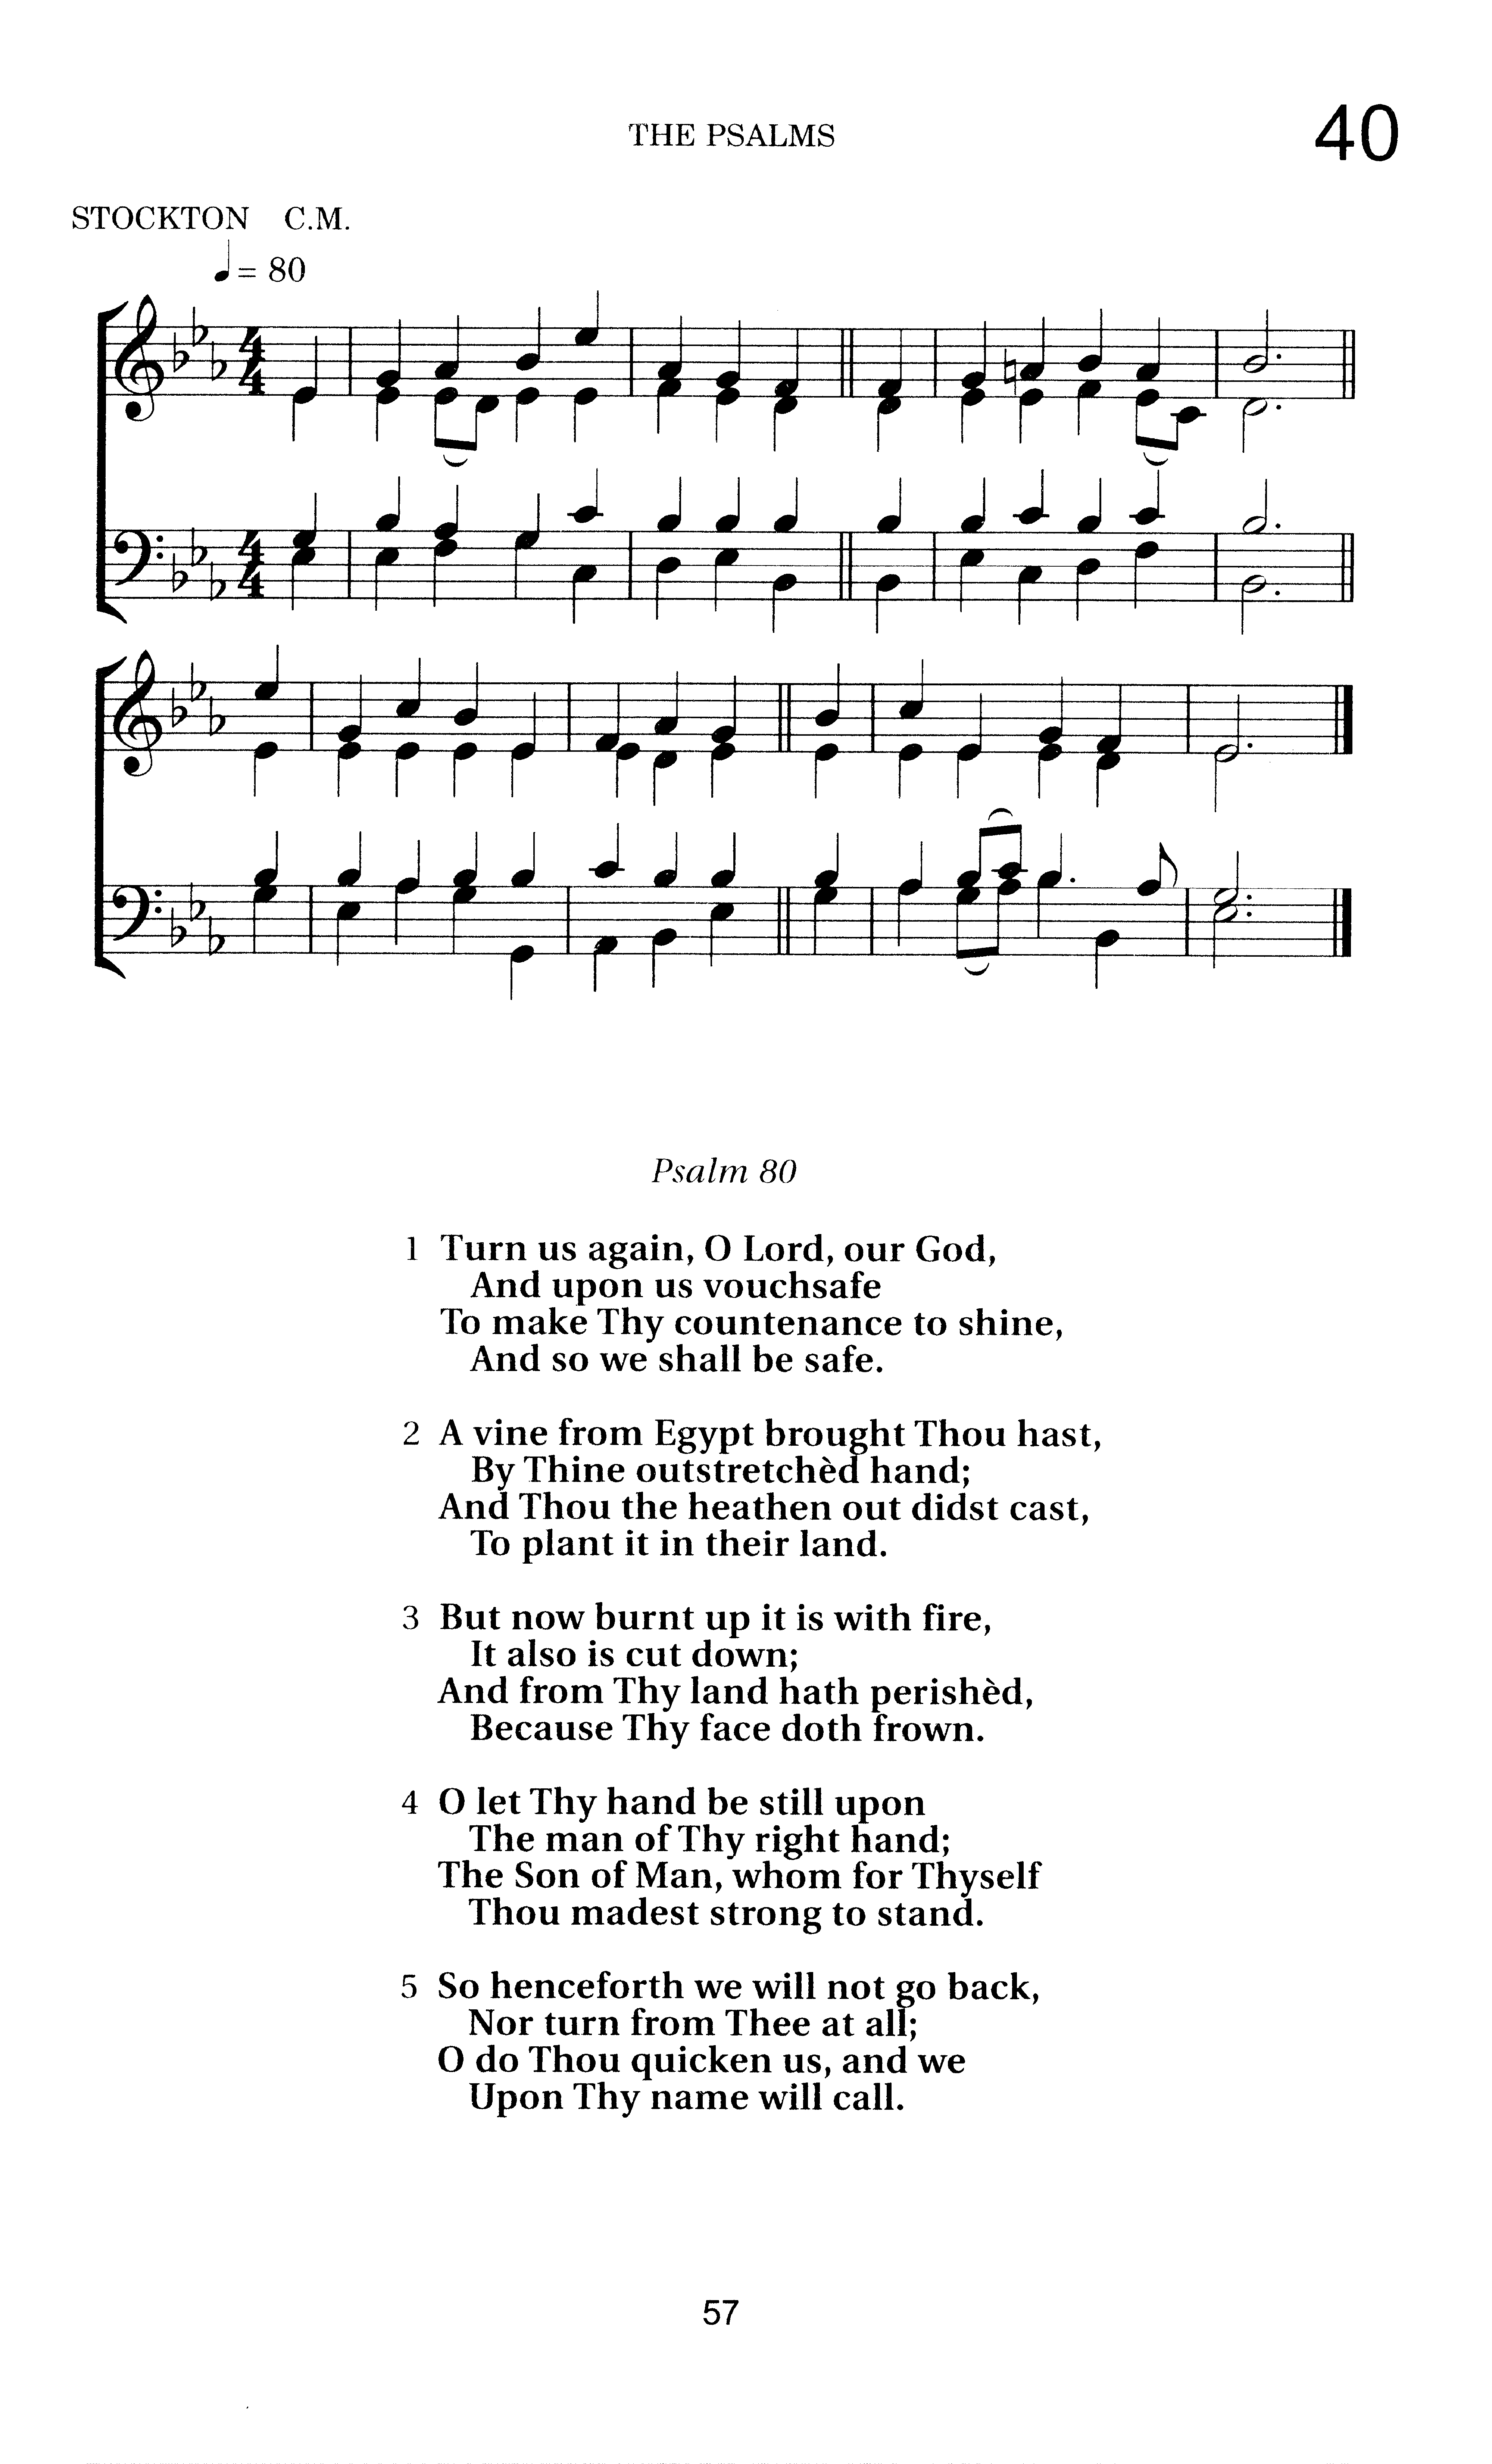 THE PSALMS
40
STOCKTON C.M.
♩ = 80
Psalm 80
1 Turn us again, O Lord, our God,
And upon us vouchsafe
To make Thy countenance to shine,
And so we shall be safe.
2 A vine from Egypt brought Thou hast,
By Thine outstretchèd hand;
And Thou the heathen out didst cast,
To plant it in their land.
3 But now burnt up it is with fire,
It also is cut down;
And from Thy land hath perishèd,
Because Thy face doth frown.
4 O let Thy hand be still upon
The man of Thy right hand;
The Son of Man, whom for Thyself
Thou madest strong to stand.
5 So henceforth we will not go back,
Nor turn from Thee at all;
O do Thou quicken us, and we
Upon Thy name will call.
57